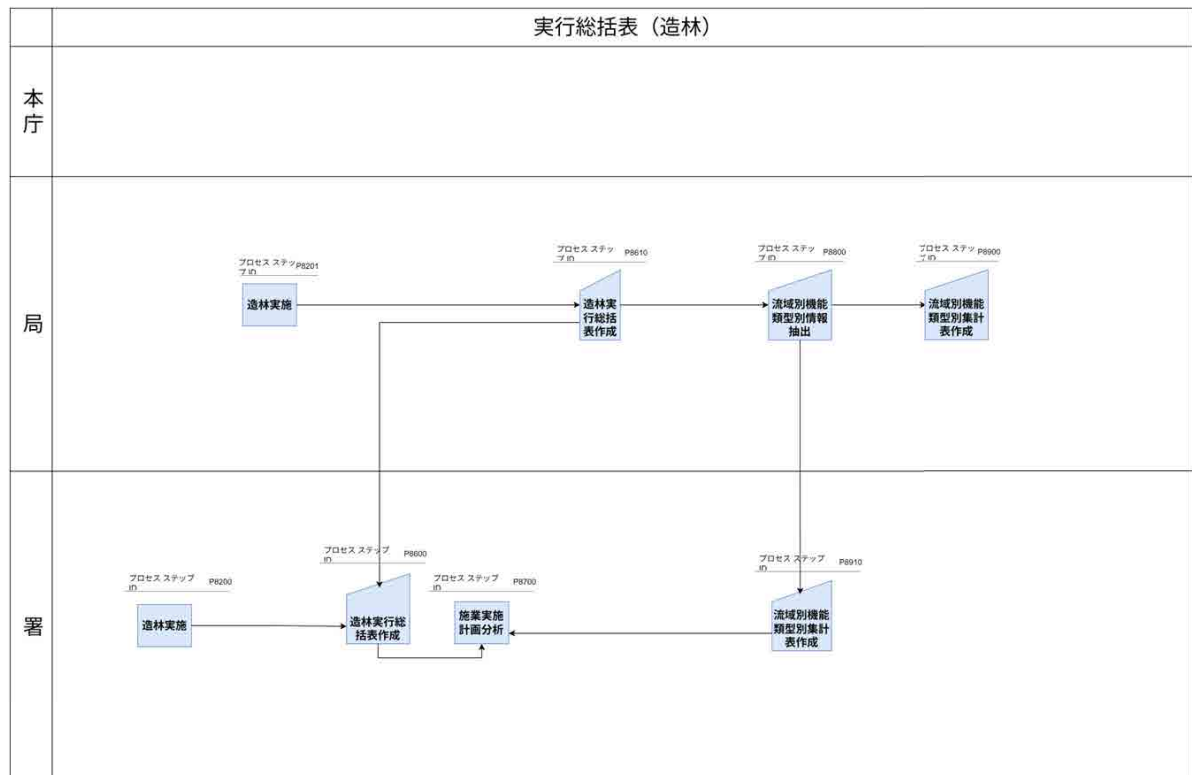 実行総括表（造林）
本
庁
局
プロセス ステッ
プ ID
P8201
造林実施
プロセス ステッ
プ ID
P8610
造林実
行総括
表作成
プロセス ステッ
プ ID
P8800
流域別機能
類型別情報
抽出
プロセス ステッ
プ ID
P8900
流域別機能
類型別集計
表作成
署
プロセス ステップ
ID
P8200
造林実施
プロセス ステップ
ID
P8600
造林実行総
括表作成
プロセス ステップ
ID
P8700
施業実施
計画分析
プロセス ステップ
ID
P8910
流域別機能
類型別集計
表作成